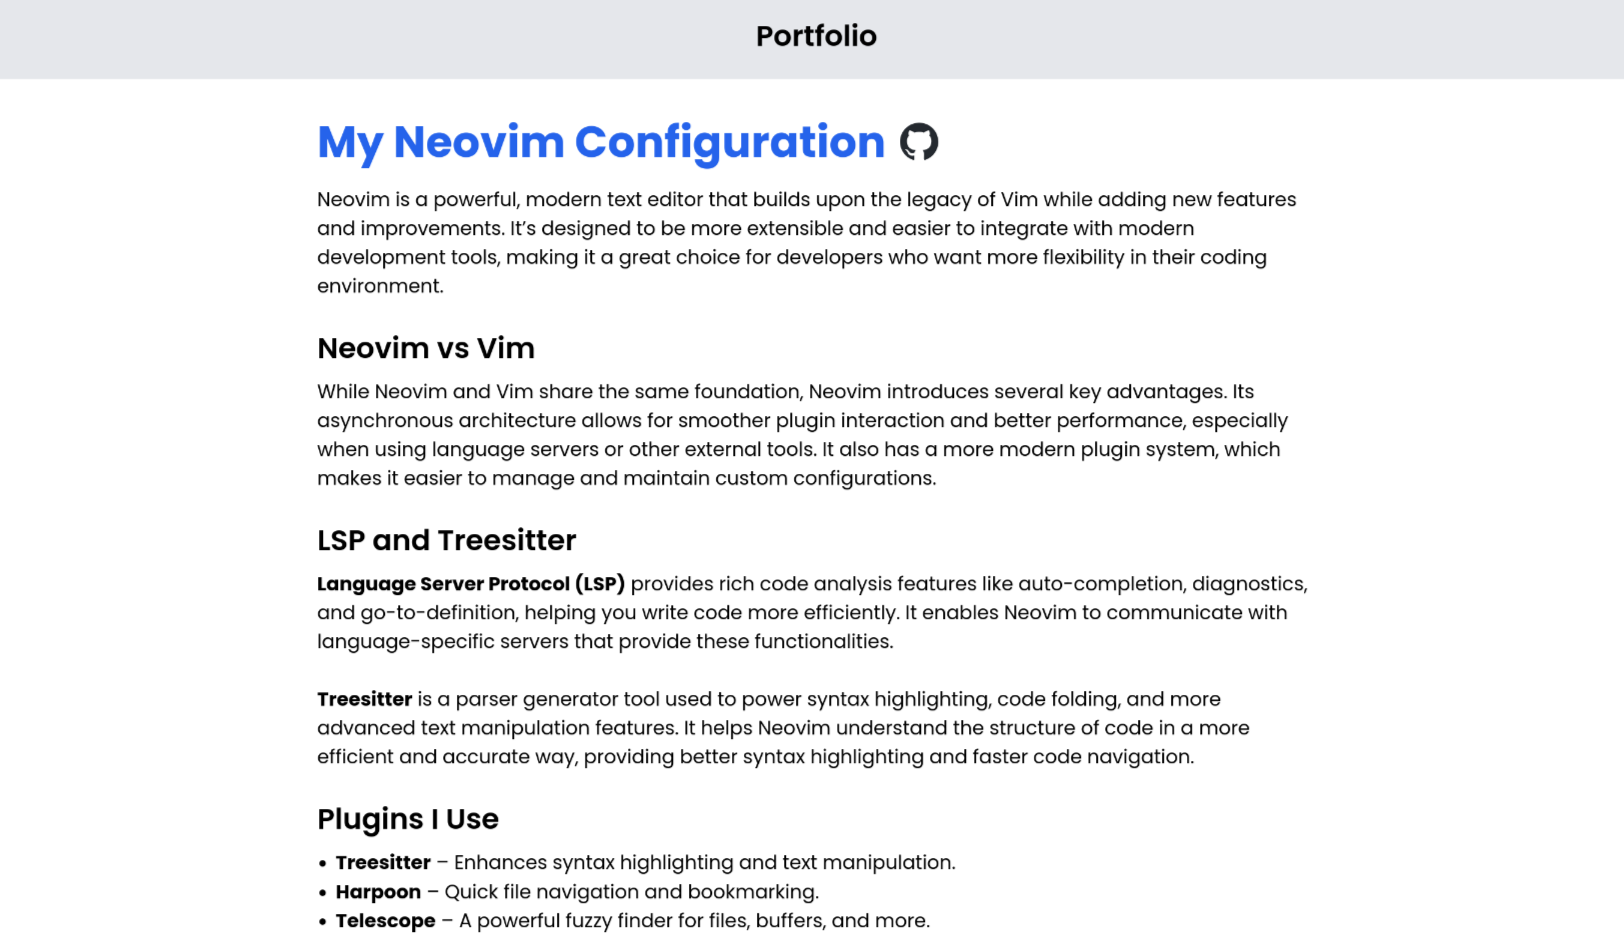 Portfolio
My Neovim Configuration
Neovim is a powerful, modern text editor that builds upon the legacy of Vim while adding new features
and improvements. It’s designed to be more extensible and easier to integrate with modern
development tools, making it a great choice for developers who want more flexibility in their coding
environment.
Neovim vs Vim
While Neovim and Vim share the same foundation, Neovim introduces several key advantages. Its
asynchronous architecture allows for smoother plugin interaction and better performance, especially
when using language servers or other external tools. It also has a more modern plugin system, which
makes it easier to manage and maintain custom configurations.
LSP and Treesitter
Language Server Protocol (LSP) provides rich code analysis features like auto-completion, diagnostics,
and go-to-definition, helping you write code more efficiently. It enables Neovim to communicate with
language-specific servers that provide these functionalities.
Treesitter is a parser generator tool used to power syntax highlighting, code folding, and more
advanced text manipulation features. It helps Neovim understand the structure of code in a more
efficient and accurate way, providing better syntax highlighting and faster code navigation.
Plugins I Use
• Treesitter – Enhances syntax highlighting and text manipulation.
• Harpoon – Quick file navigation and bookmarking.
• Telescope – A powerful fuzzy finder for files, buffers, and more.